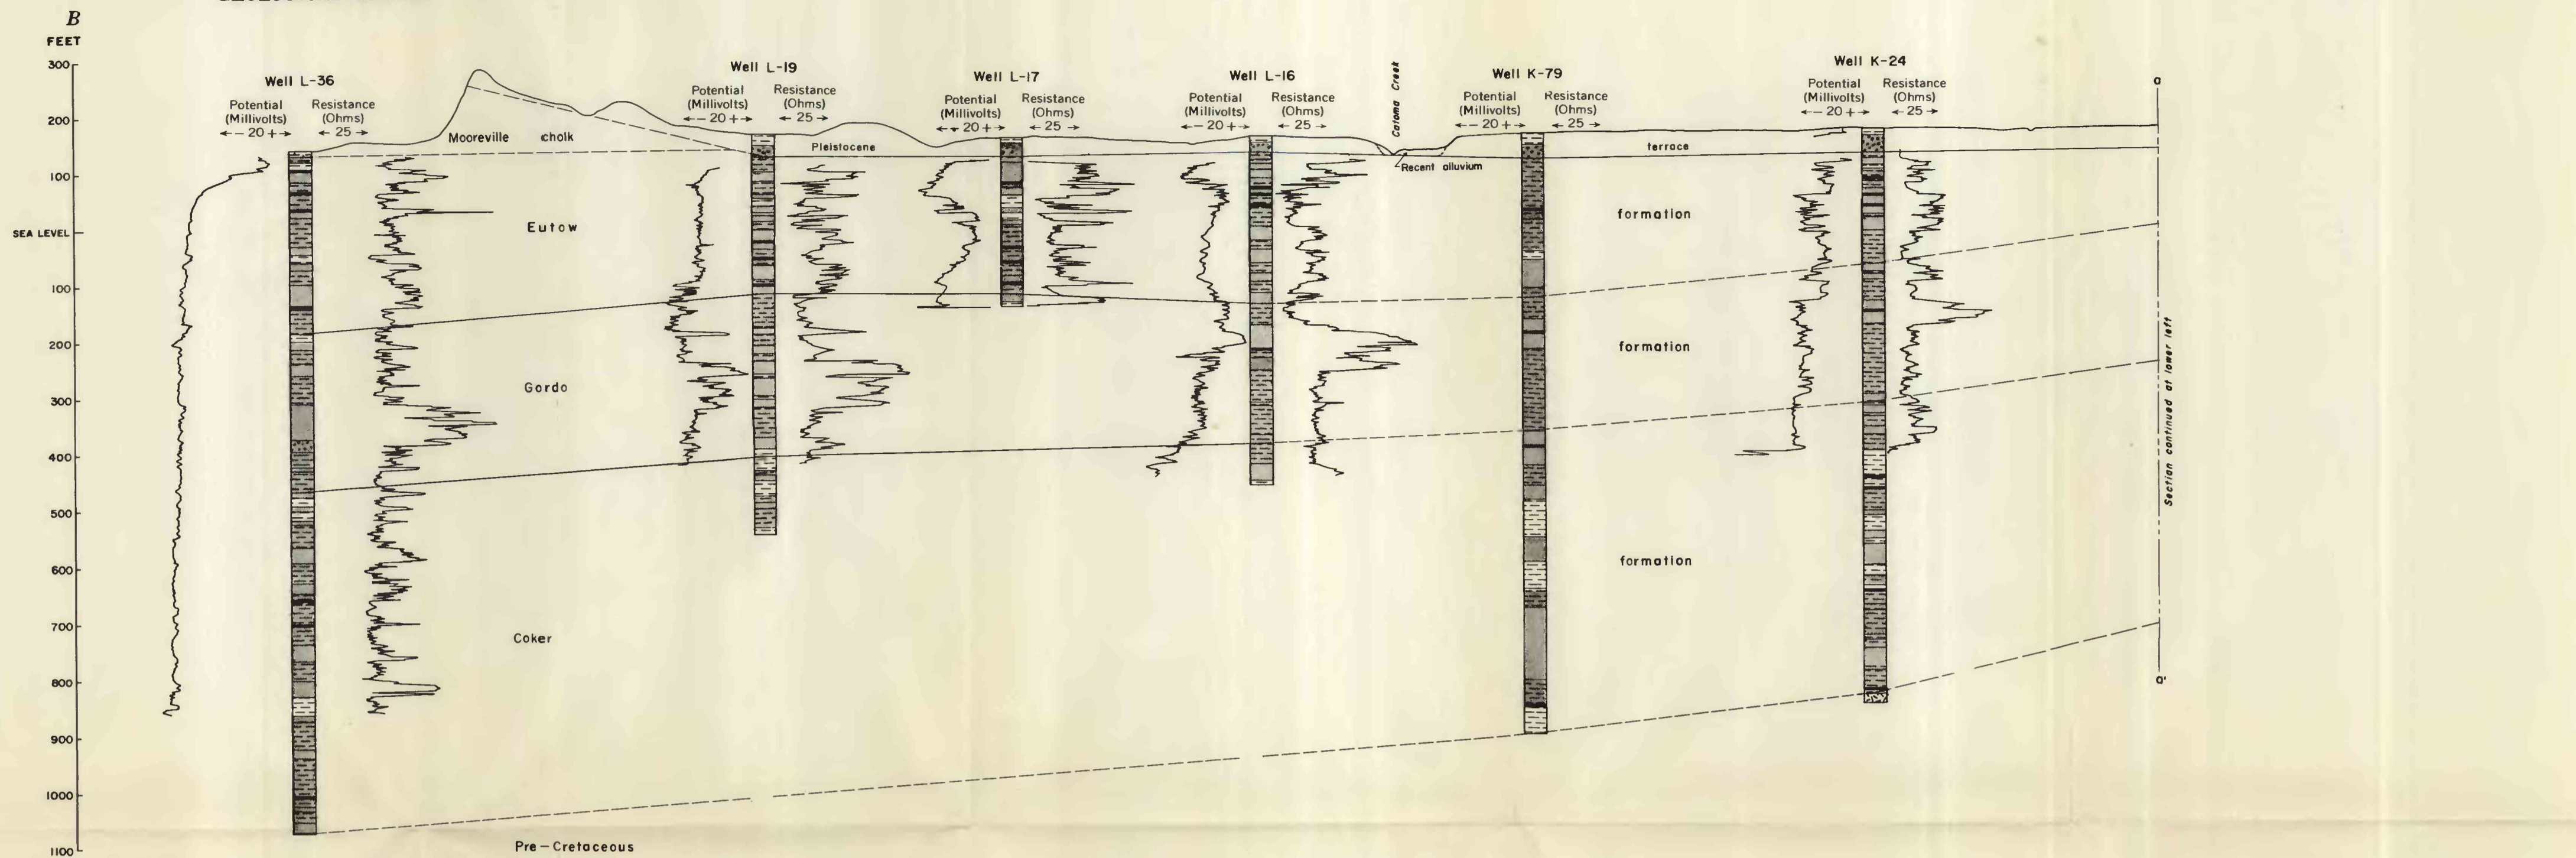 B
FEET
300
200
100
SEA LEVEL
100
200
300
400
500
600
700
800
900
1000
1100
Well L-36
Potential
(Millivolts)
← – 20 + →
Resistance
(Ohms)
← 25 →
Well L-19
Potential
(Millivolts)
← – 20 + →
Resistance
(Ohms)
← 25 →
Well L-17
Potential
(Millivolts)
← – 20 + →
Resistance
(Ohms)
← 25 →
Well L-16
Potential
(Millivolts)
← – 20 + →
Resistance
(Ohms)
← 25 →
Catoma Creek
Well K-79
Potential
(Millivolts)
← – 20 + →
Resistance
(Ohms)
← 25 →
Well K-24
Potential
(Millivolts)
← – 20 + →
Resistance
(Ohms)
← 25 →
a
Mooreville chalk
Pleistocene
terrace
Recent alluvium
Eutaw
formation
Gordo
formation
Coker
formation
Pre-Cretaceous
Section continued at lower left
a'